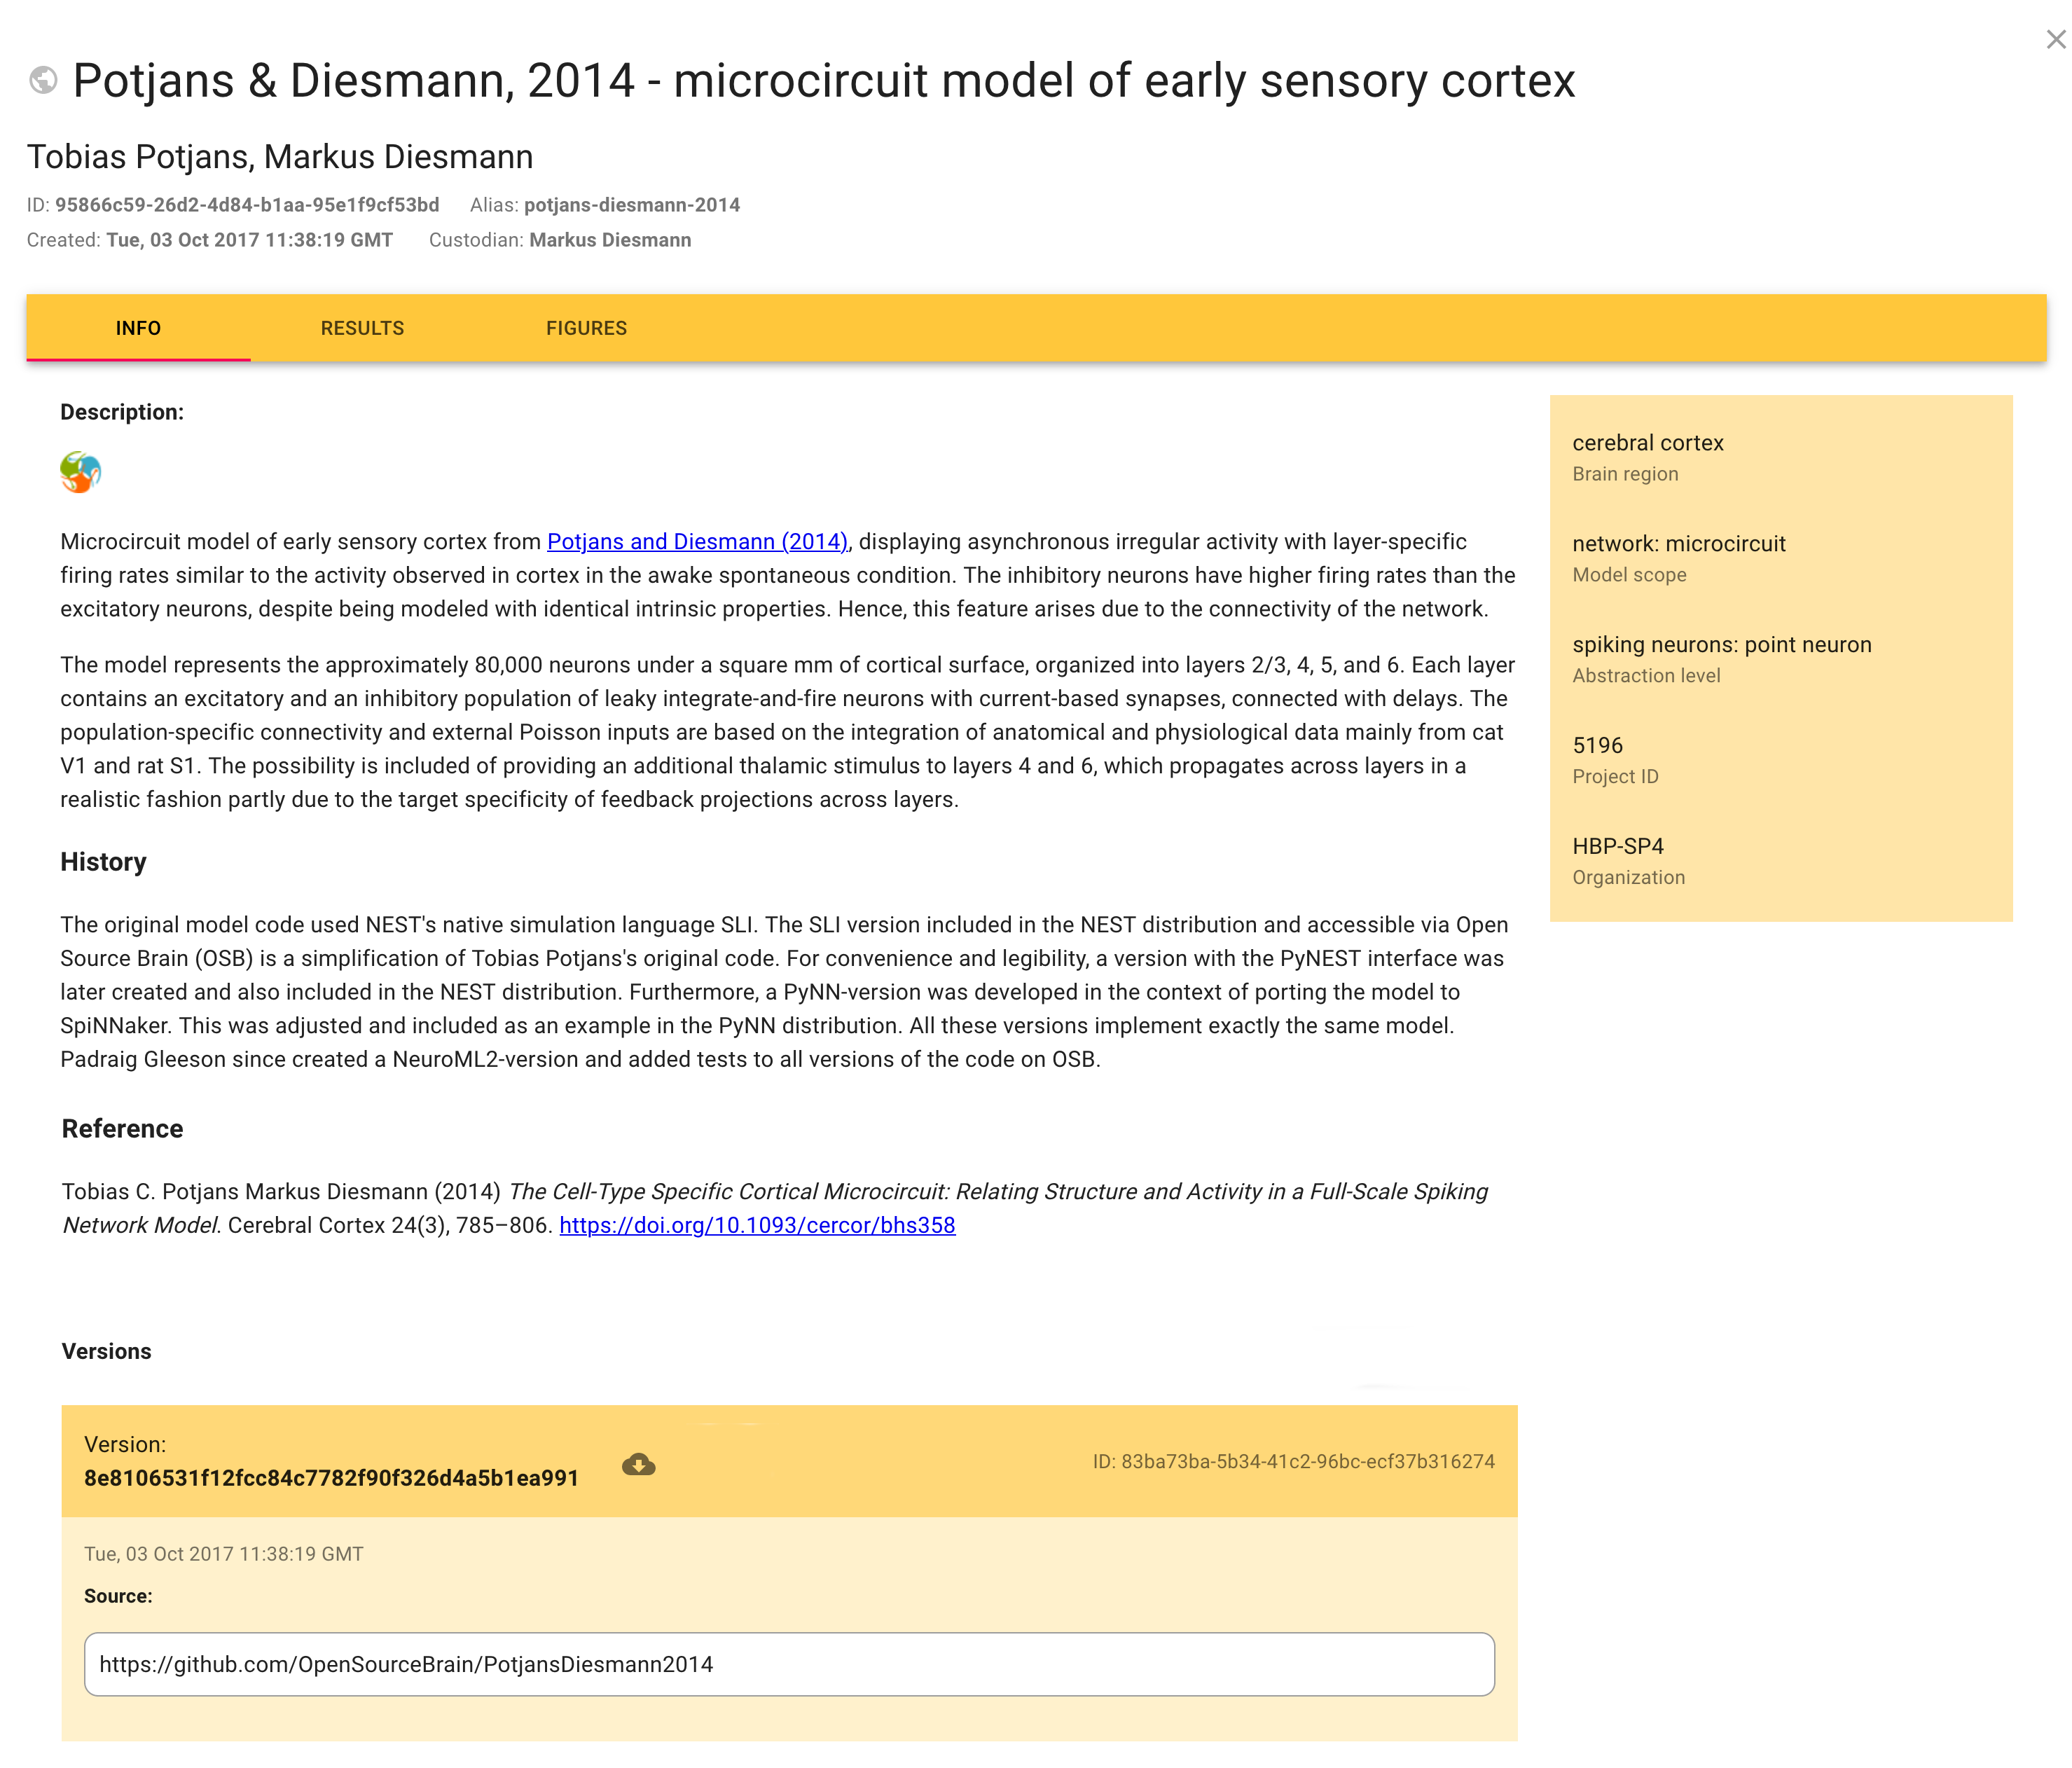 Potjans & Diesmann, 2014 - microcircuit model of early sensory cortex
Tobias Potjans, Markus Diesmann
ID: 95866c59-26d2-4d84-b1aa-95e1f9cf53bd Alias: potjans-diesmann-2014
Created: Tue, 03 Oct 2017 11:38:19 GMT Custodian: Markus Diesmann
INFO RESULTS FIGURES
Description:
Microcircuit model of early sensory cortex from Potjans and Diesmann (2014), displaying asynchronous irregular activity with layer-specific
firing rates similar to the activity observed in cortex in the awake spontaneous condition. The inhibitory neurons have higher firing rates than the
excitatory neurons, despite being modeled with identical intrinsic properties. Hence, this feature arises due to the connectivity of the network.
The model represents the approximately 80,000 neurons under a square mm of cortical surface, organized into layers 2/3, 4, 5, and 6. Each layer
contains an excitatory and an inhibitory population of leaky integrate-and-fire neurons with current-based synapses, connected with delays. The
population-specific connectivity and external Poisson inputs are based on the integration of anatomical and physiological data mainly from cat
V1 and rat S1. The possibility is included of providing an additional thalamic stimulus to layers 4 and 6, which propagates across layers in a
realistic fashion partly due to the target specificity of feedback projections across layers.
History
The original model code used NEST's native simulation language SLI. The SLI version included in the NEST distribution and accessible via Open
Source Brain (OSB) is a simplification of Tobias Potjans's original code. For convenience and legibility, a version with the PyNEST interface was
later created and also included in the NEST distribution. Furthermore, a PyNN-version was developed in the context of porting the model to
SpiNNaker. This was adjusted and included as an example in the PyNN distribution. All these versions implement exactly the same model.
Padraig Gleeson since created a NeuroML2-version and added tests to all versions of the code on OSB.
Reference
Tobias C. Potjans Markus Diesmann (2014) The Cell-Type Specific Cortical Microcircuit: Relating Structure and Activity in a Full-Scale Spiking
Network Model. Cerebral Cortex 24(3), 785–806. https://doi.org/10.1093/cercor/bhs358
cerebral cortex
Brain region
network: microcircuit
Model scope
spiking neurons: point neuron
Abstraction level
5196
Project ID
HBP-SP4
Organization
Versions
Version:
8e8106531f12fcc84c7782f90f326d4a5b1ea991
ID: 83ba73ba-5b34-41c2-96bc-ecf37b316274
Tue, 03 Oct 2017 11:38:19 GMT
Source:
https://github.com/OpenSourceBrain/PotjansDiesmann2014